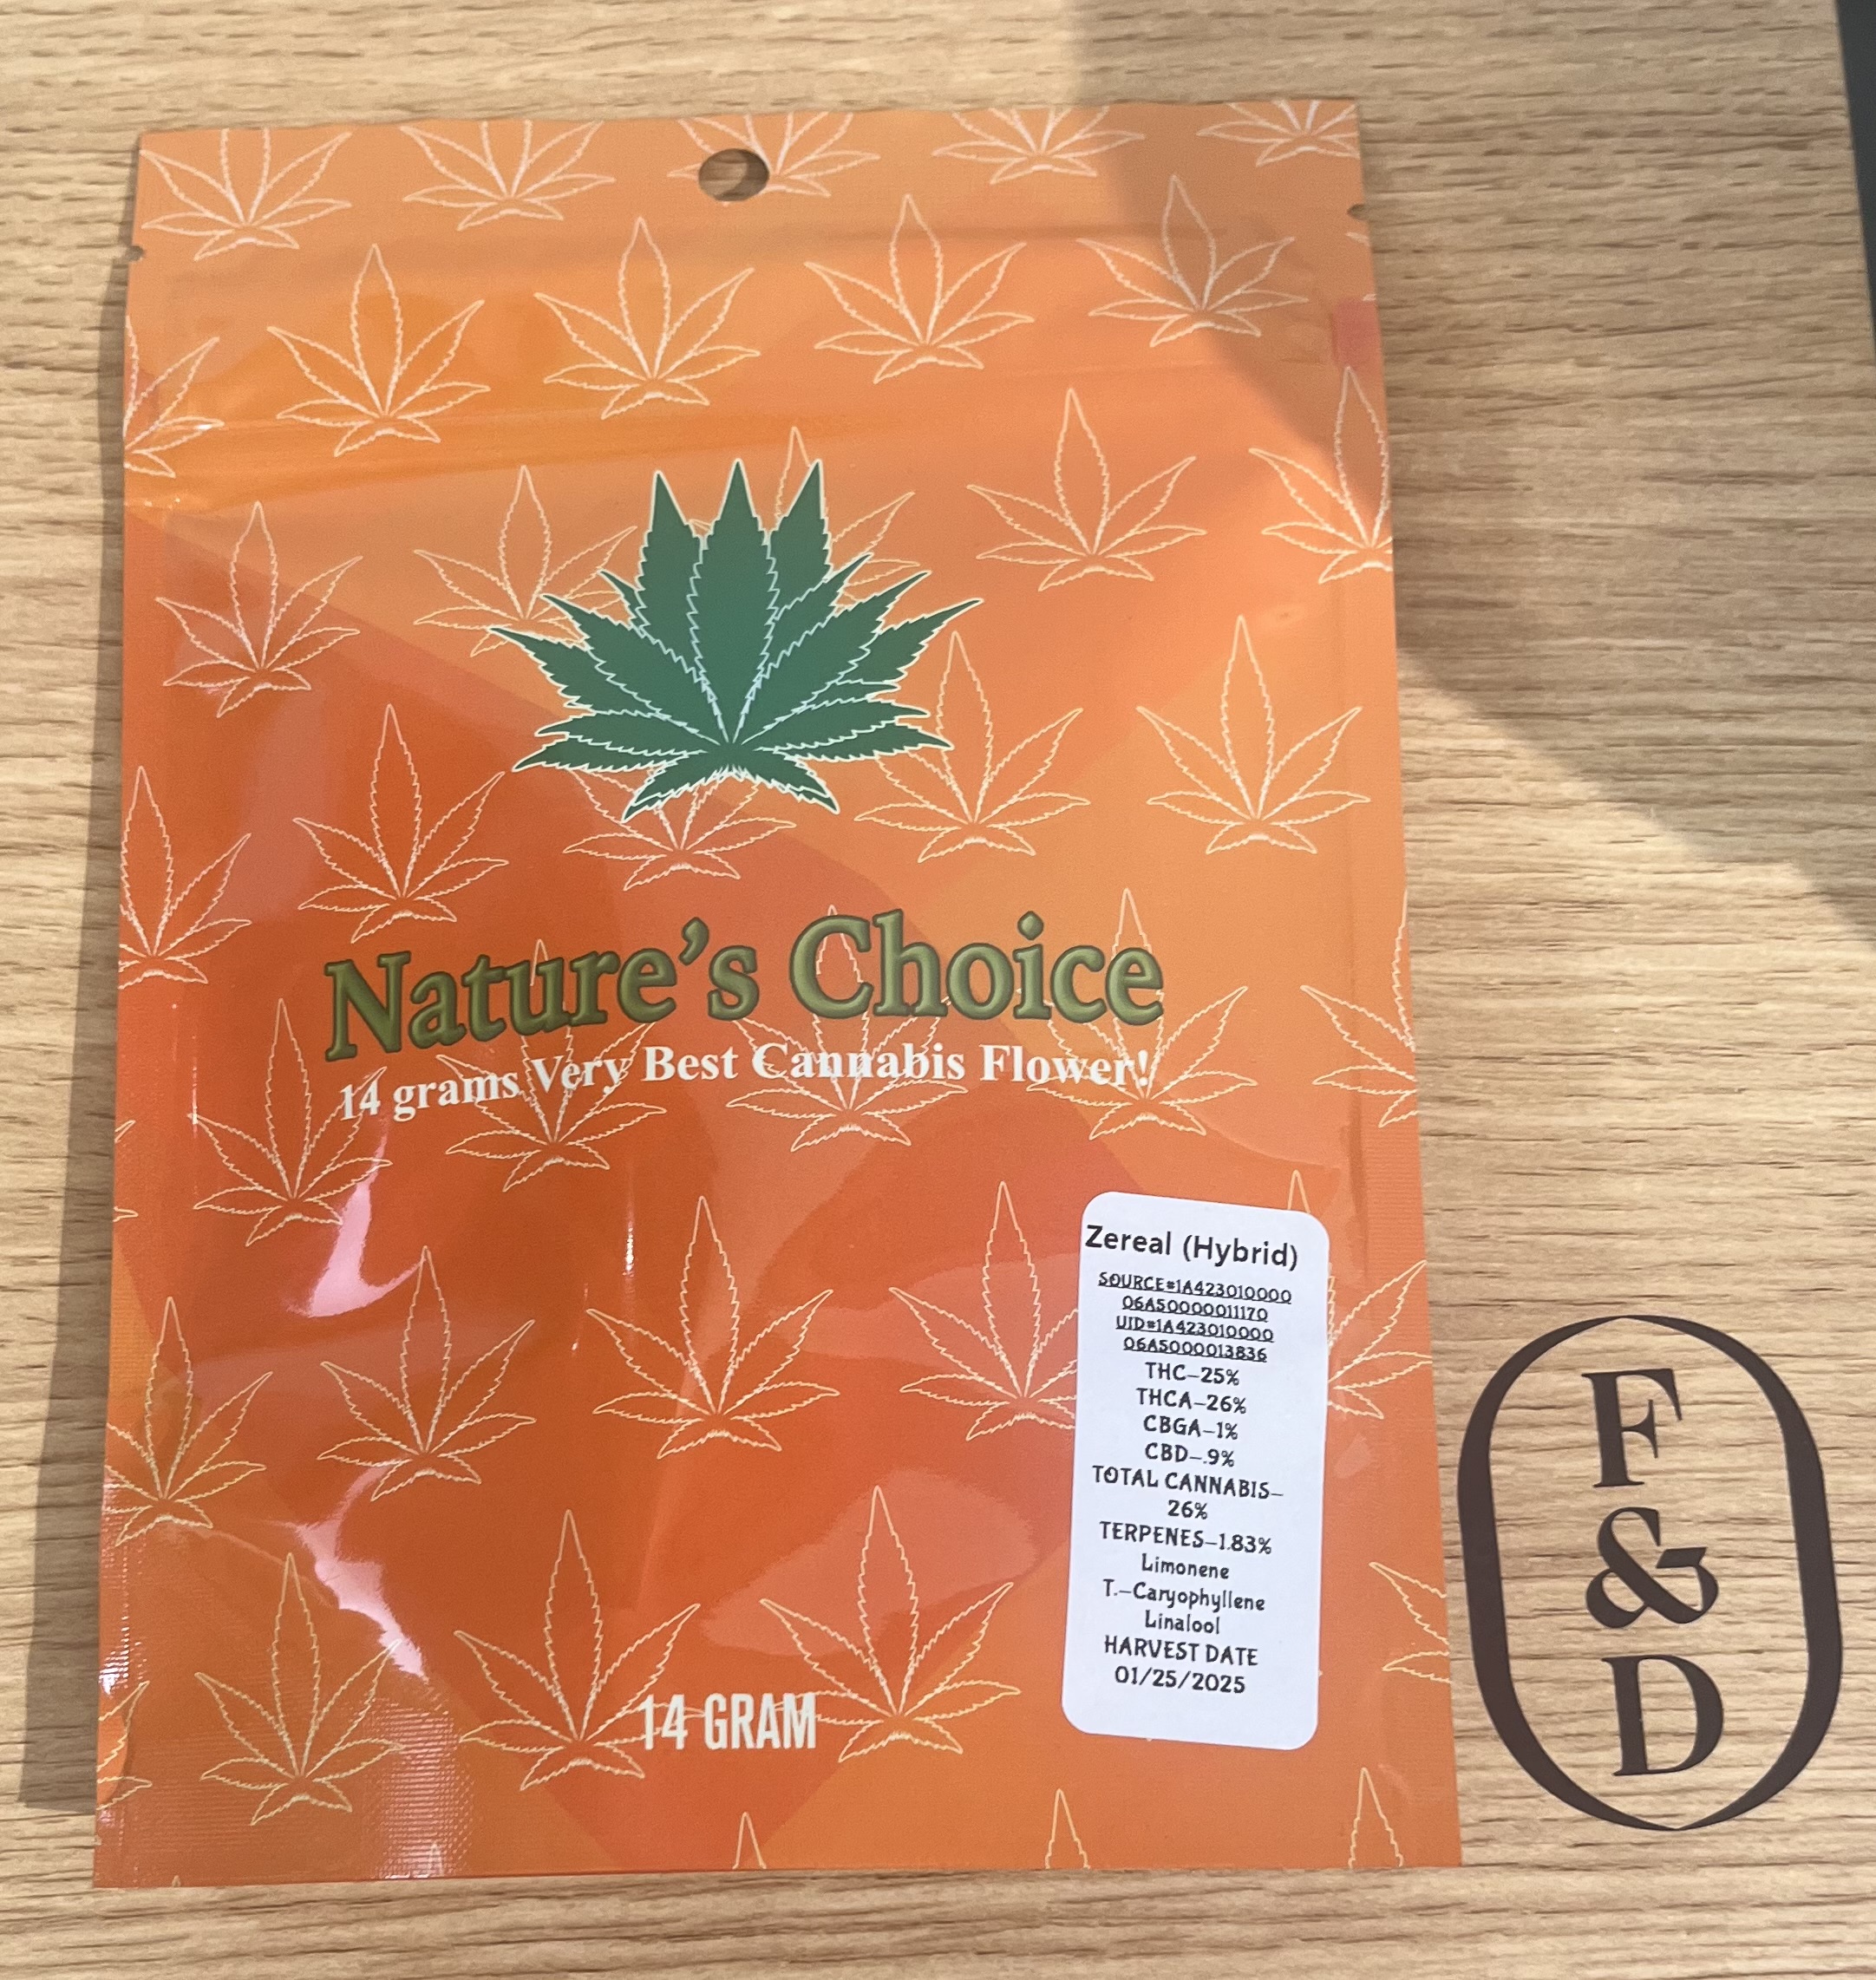 Nature's Choice
14 grams Very Best Cannabis Flower!
Zereal (Hybrid)
SOURCE#1A423010000
06A50000011170
UID#1A423010000
06A5000013836
THC-25%
THCA-26%
CBGA-1%
CBD-.9%
TOTAL CANNABIS-
26%
TERPENES-1.83%
Limonene
T.-Caryophyllene
Linalool
HARVEST DATE
01/25/2025
14 GRAM
F
&
D